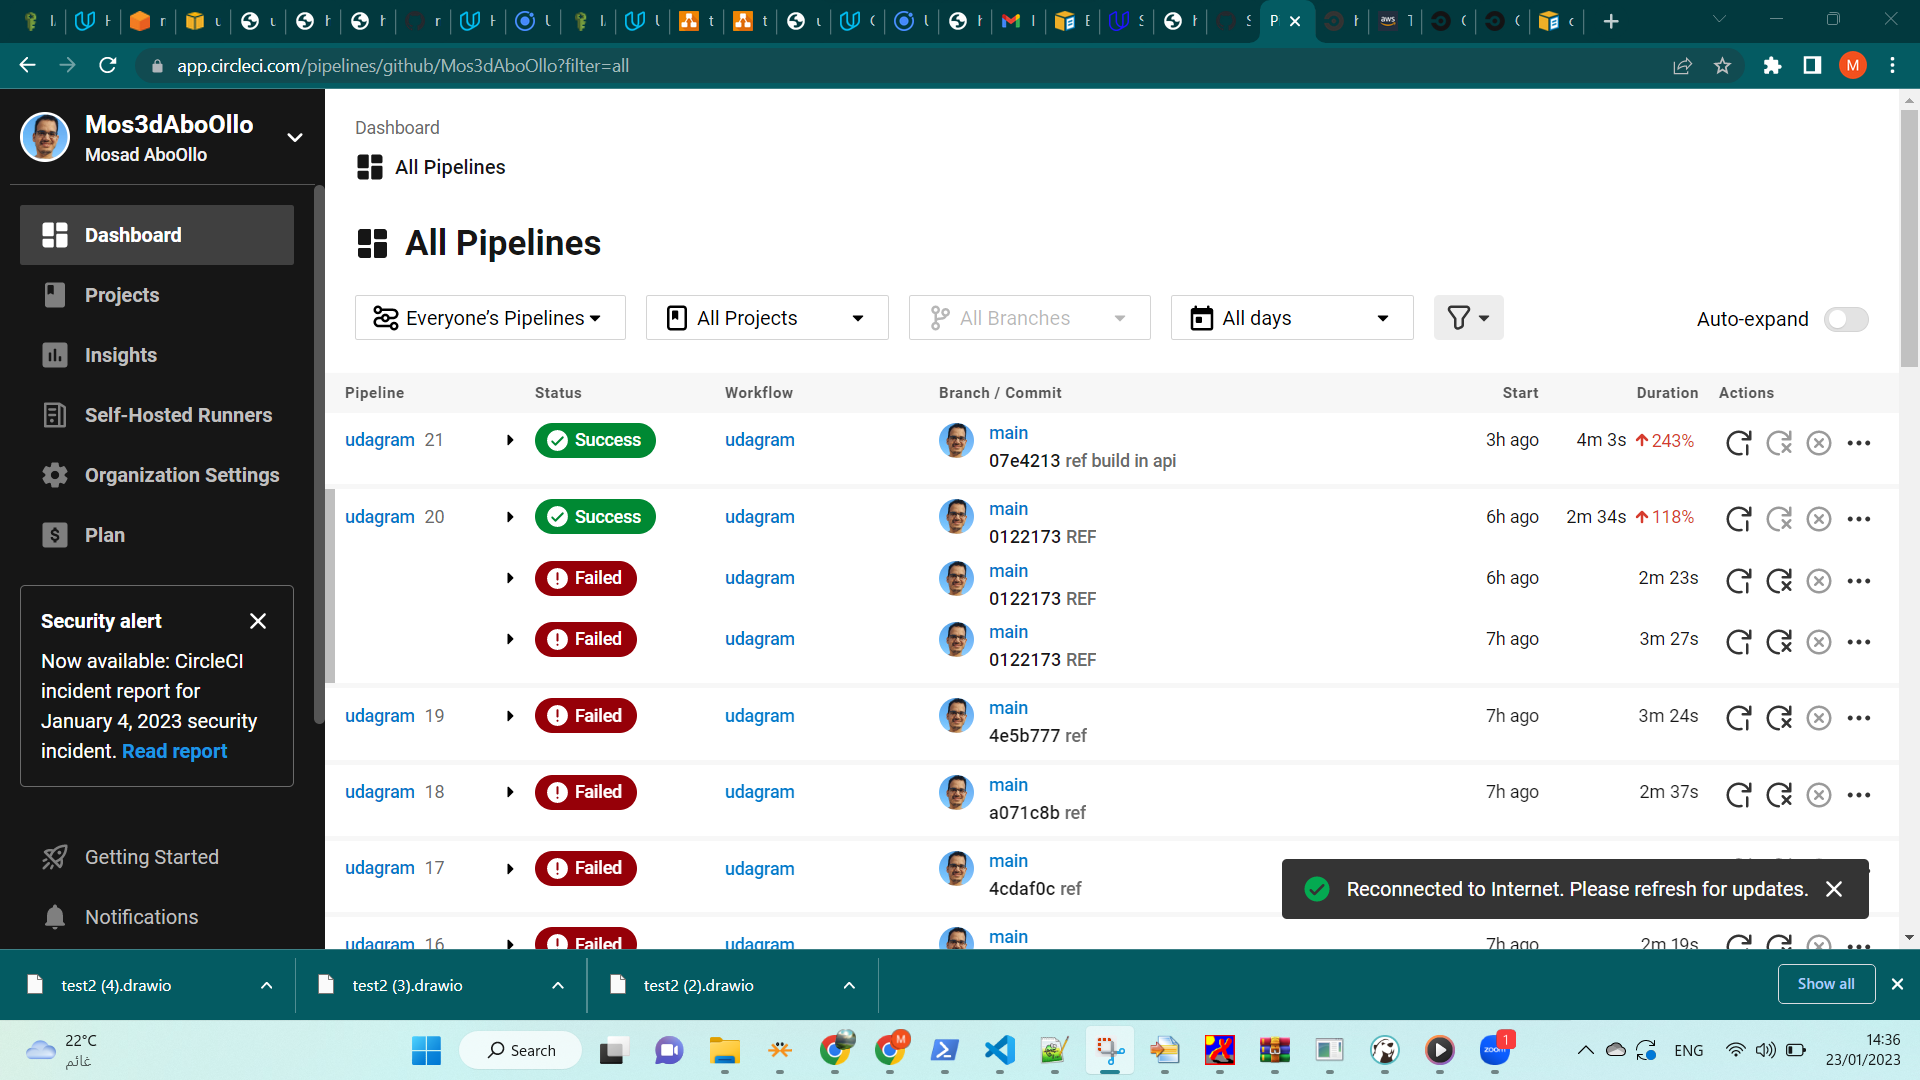 app.circleci.com/pipelines/github/Mos3dAboOllo?filter=all
M
Mos3dAboOllo
Mosad AboOllo
Dashboard
Projects
Insights
Self-Hosted Runners
Organization Settings
Plan
Security alert
Now available: CircleCI
incident report for
January 4, 2023 security
incident. Read report
Getting Started
Notifications
Dashboard
All Pipelines
All Pipelines
Everyone's Pipelines
All Projects
All Branches
All days
Auto-expand
Pipeline Status Workflow Branch / Commit Start Duration Actions
udagram 21 Success udagram main 3h ago 4m 3s 243%
07e4213 ref build in api
udagram 20 Success udagram main 6h ago 2m 34s 118%
0122173 REF
Failed udagram main 6h ago 2m 23s
0122173 REF
Failed udagram main 7h ago 3m 27s
0122173 REF
udagram 19 Failed udagram main 7h ago 3m 24s
4e5b777 ref
udagram 18 Failed udagram main 7h ago 2m 37s
a071c8b ref
udagram 17 Failed udagram main
4cdaf0c ref
Reconnected to Internet. Please refresh for updates.
udagram 16 Failed udagram main 7h ago 2m 19s
test2 (4).drawio
test2 (3).drawio
test2 (2).drawio
Show all
22°C
غائم
Search
M
zoom
1
ENG
14:36
23/01/2023